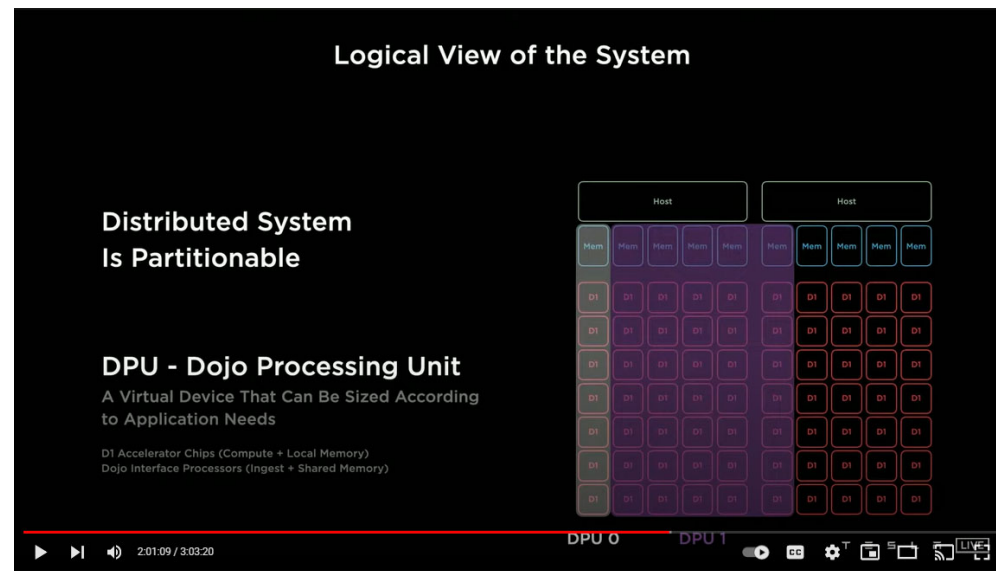 Logical View of the System
Distributed System
Is Partitionable
DPU - Dojo Processing Unit
A Virtual Device That Can Be Sized According
to Application Needs
D1 Accelerator Chips (Compute + Local Memory)
Dojo Interface Processors (Ingest + Shared Memory)
Host Host
Mem Mem Mem Mem Mem Mem Mem Mem Mem Mem
D1 D1 D1 D1 D1 D1 D1 D1 D1 D1
D1 D1 D1 D1 D1 D1 D1 D1 D1 D1
D1 D1 D1 D1 D1 D1 D1 D1 D1 D1
D1 D1 D1 D1 D1 D1 D1 D1 D1 D1
D1 D1 D1 D1 D1 D1 D1 D1 D1 D1
D1 D1 D1 D1 D1 D1 D1 D1 D1 D1
D1 D1 D1 D1 D1 D1 D1 D1 D1 D1
DPU 0 DPU 1
2:01:09 / 3:03:20
CC
LIVE